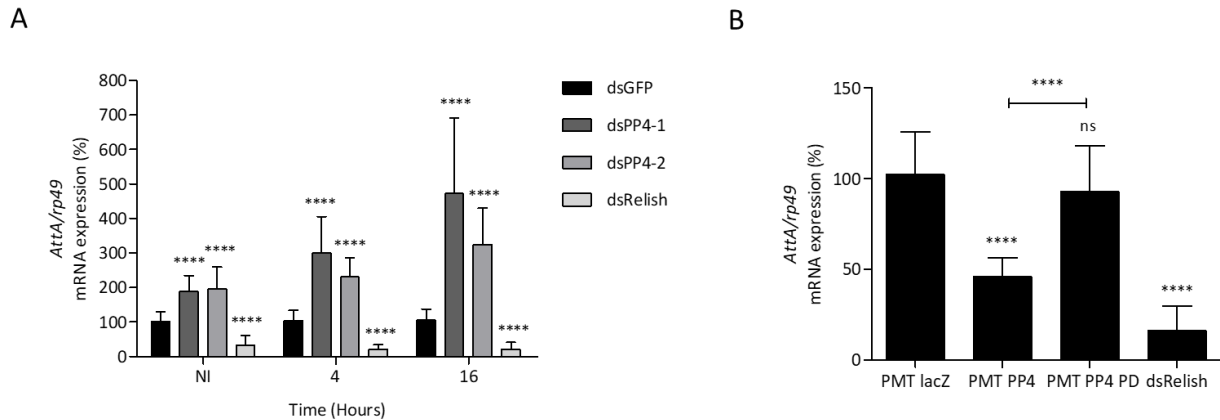 A
AttA/rp49
mRNA expression (%)
800
700
600
500
400
300
200
100
0
****
****
****
****
****
****
****
****
****
NI
4
16
Time (Hours)
dsGFP
dsPP4-1
dsPP4-2
dsRelish
B
AttA/rp49
mRNA expression (%)
150
100
50
0
****
ns
****
****
PMT lacZ
PMT PP4
PMT PP4 PD
dsRelish